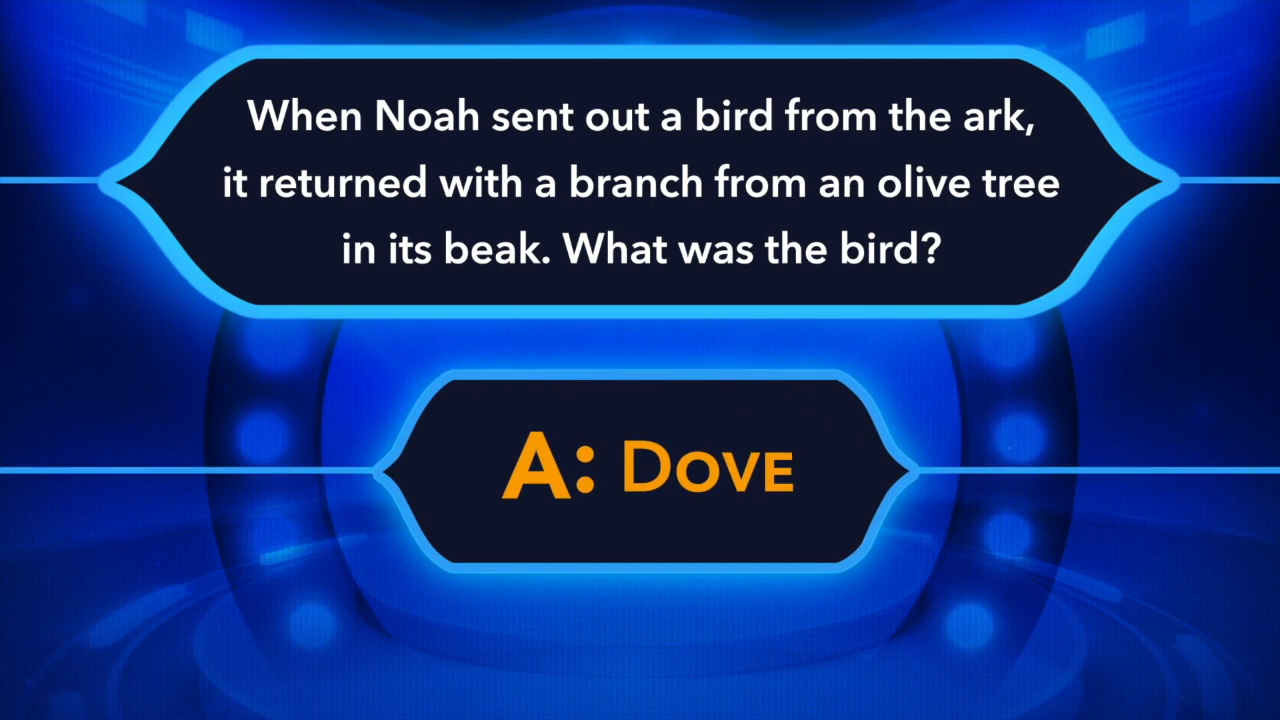 When Noah sent out a bird from the ark,
it returned with a branch from an olive tree
in its beak. What was the bird?
A: Dove